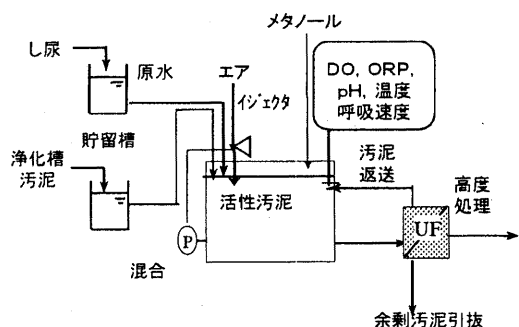 メタノール
し尿
原水
エア
イジェクタ
DO, ORP,
pH, 温度
呼吸速度
貯留槽
浄化槽
汚泥
汚泥
返送
高度
処理
活性汚泥
UF
P
混合
余剰汚泥引抜